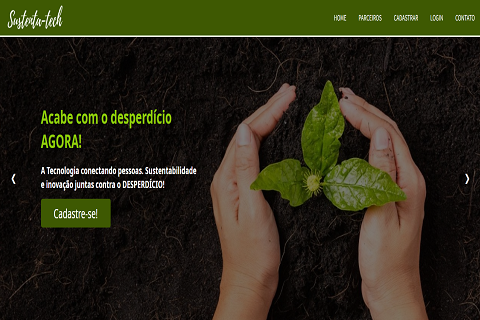 Sustenta-tech
HOME PARCEIROS CADASTRAR LOGIN CONTATO
Acabe com o desperdício
AGORA!
A Tecnologia conectando pessoas. Sustentabilidade
e inovação juntas contra o DESPERDÍCIO!
Cadastre-se!